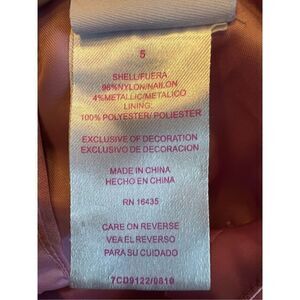 5
SHELL/FUERA
96%NYLON/NAILON
4%METALLIC/METALICO
LINING:
100% POLYESTER/ POLIESTER
EXCLUSIVE OF DECORATION
EXCLUSIVO DE DECORACION
MADE IN CHINA
HECHO EN CHINA
RN 16435
CARE ON REVERSE
VEA EL REVERSO
PARA SU CUIDADO
7CD9122/0810